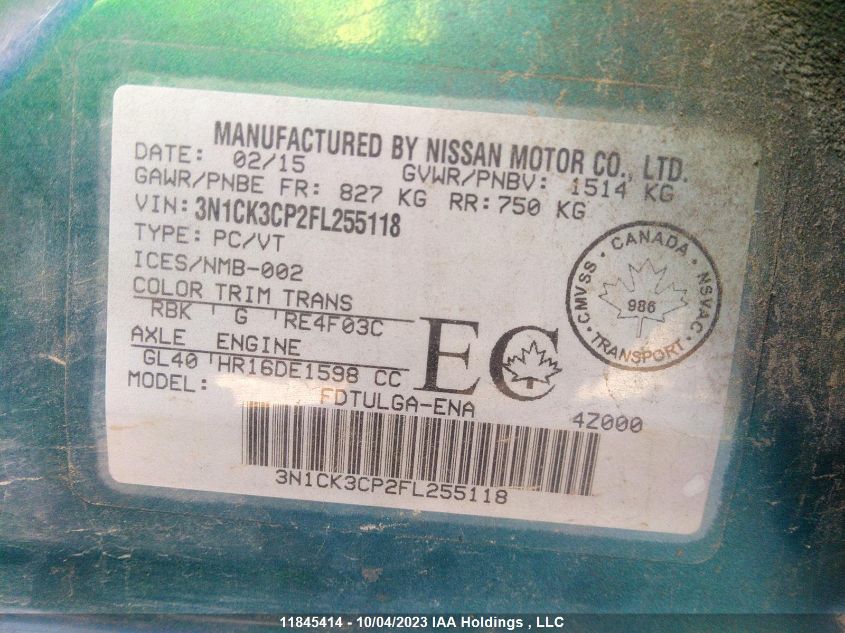 MANUFACTURED BY NISSAN MOTOR CO., LTD.
DATE: 02/15 GVWR/PNBV: 1514 KG
GAWR/PNBE FR: 827 KG RR: 750 KG
VIN: 3N1CK3CP2FL255118
TYPE: PC/VT
ICES/NMB-002
COLOR TRIM TRANS
RBK G RE4F03C
AXLE ENGINE
GL40 HR16DE1598 CC
MODEL:
FDTULGA-ENA
4Z000
EC
CANADA
CMVSS
NSVAC
986
TRANSPORT
3N1CK3CP2FL255118
11845414 - 10/04/2023 IAA Holdings , LLC